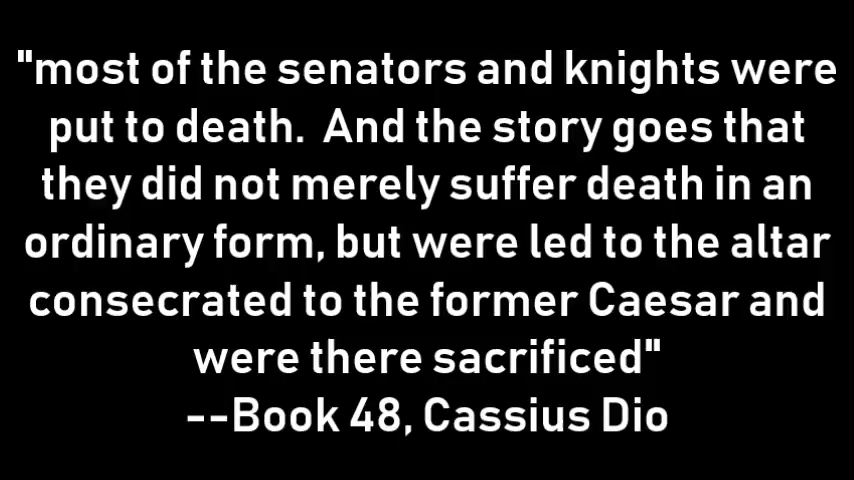 "most of the senators and knights were
put to death.  And the story goes that
they did not merely suffer death in an
ordinary form, but were led to the altar
consecrated to the former Caesar and
were there sacrificed"
--Book 48, Cassius Dio